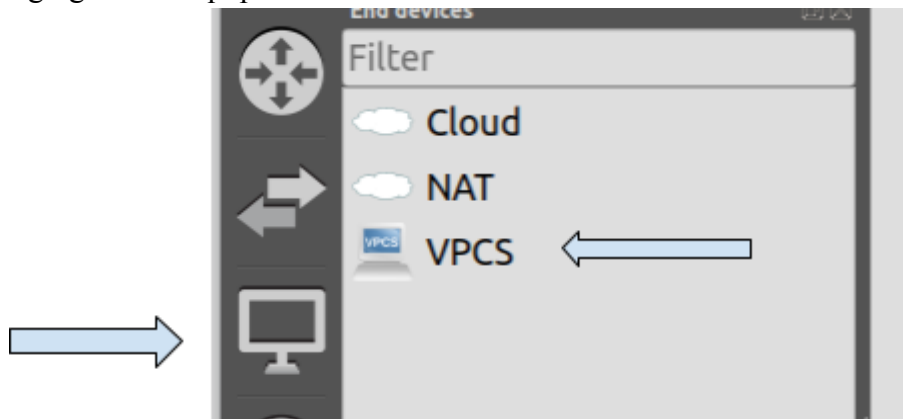 End devices
Filter
Cloud
NAT
VPCS
VPCS